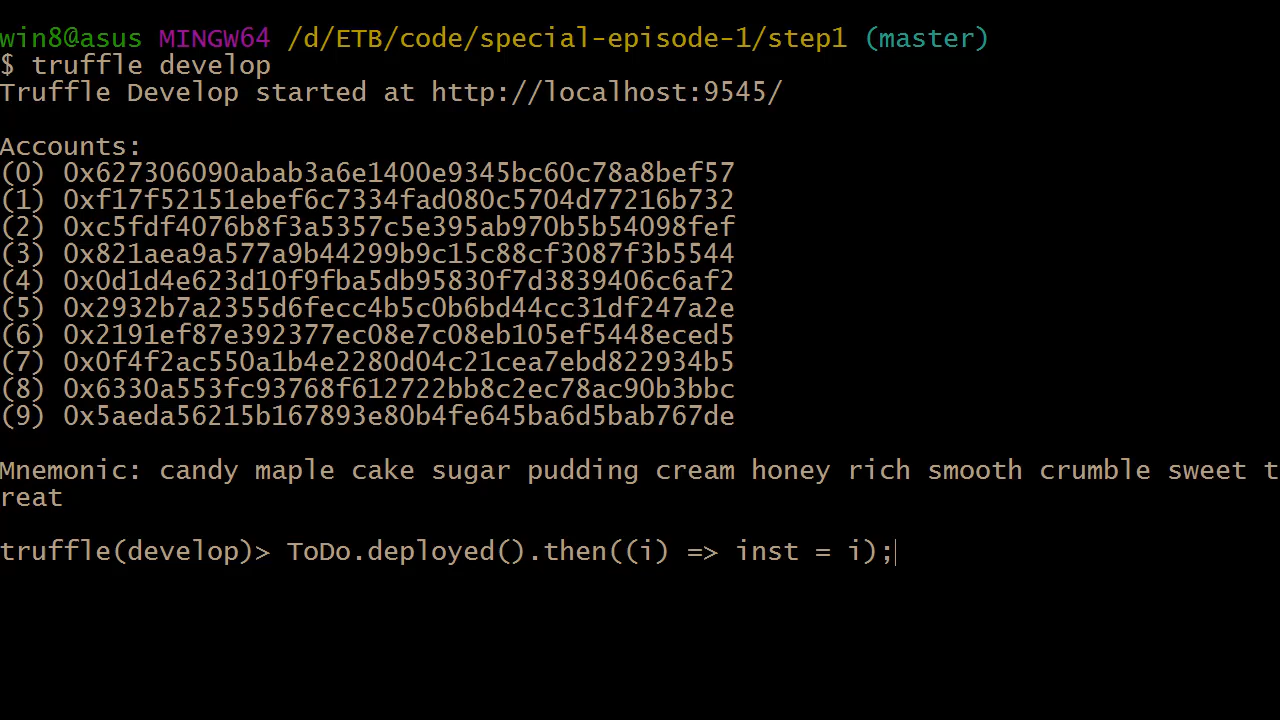 win8@asus MINGW64 /d/ETB/code/special-episode-1/step1 (master)
$ truffle develop
Truffle Develop started at http://localhost:9545/
Accounts:
(0) 0x627306090abab3a6e1400e9345bc60c78a8bef57
(1) 0xf17f52151ebef6c7334fad080c5704d77216b732
(2) 0xc5fdf4076b8f3a5357c5e395ab970b5b54098fef
(3) 0x821aea9a577a9b44299b9c15c88cf3087f3b5544
(4) 0x0d1d4e623d10f9fba5db95830f7d3839406c6af2
(5) 0x2932b7a2355d6fecc4b5c0b6bd44cc31df247a2e
(6) 0x2191ef87e392377ec08e7c08eb105ef5448eced5
(7) 0x0f4f2ac550a1b4e2280d04c21cea7ebd822934b5
(8) 0x6330a553fc93768f612722bb8c2ec78ac90b3bbc
(9) 0x5aeda56215b167893e80b4fe645ba6d5bab767de
Mnemonic: candy maple cake sugar pudding cream honey rich smooth crumble sweet t
reat
truffle(develop)> ToDo.deployed().then((i) => inst = i);